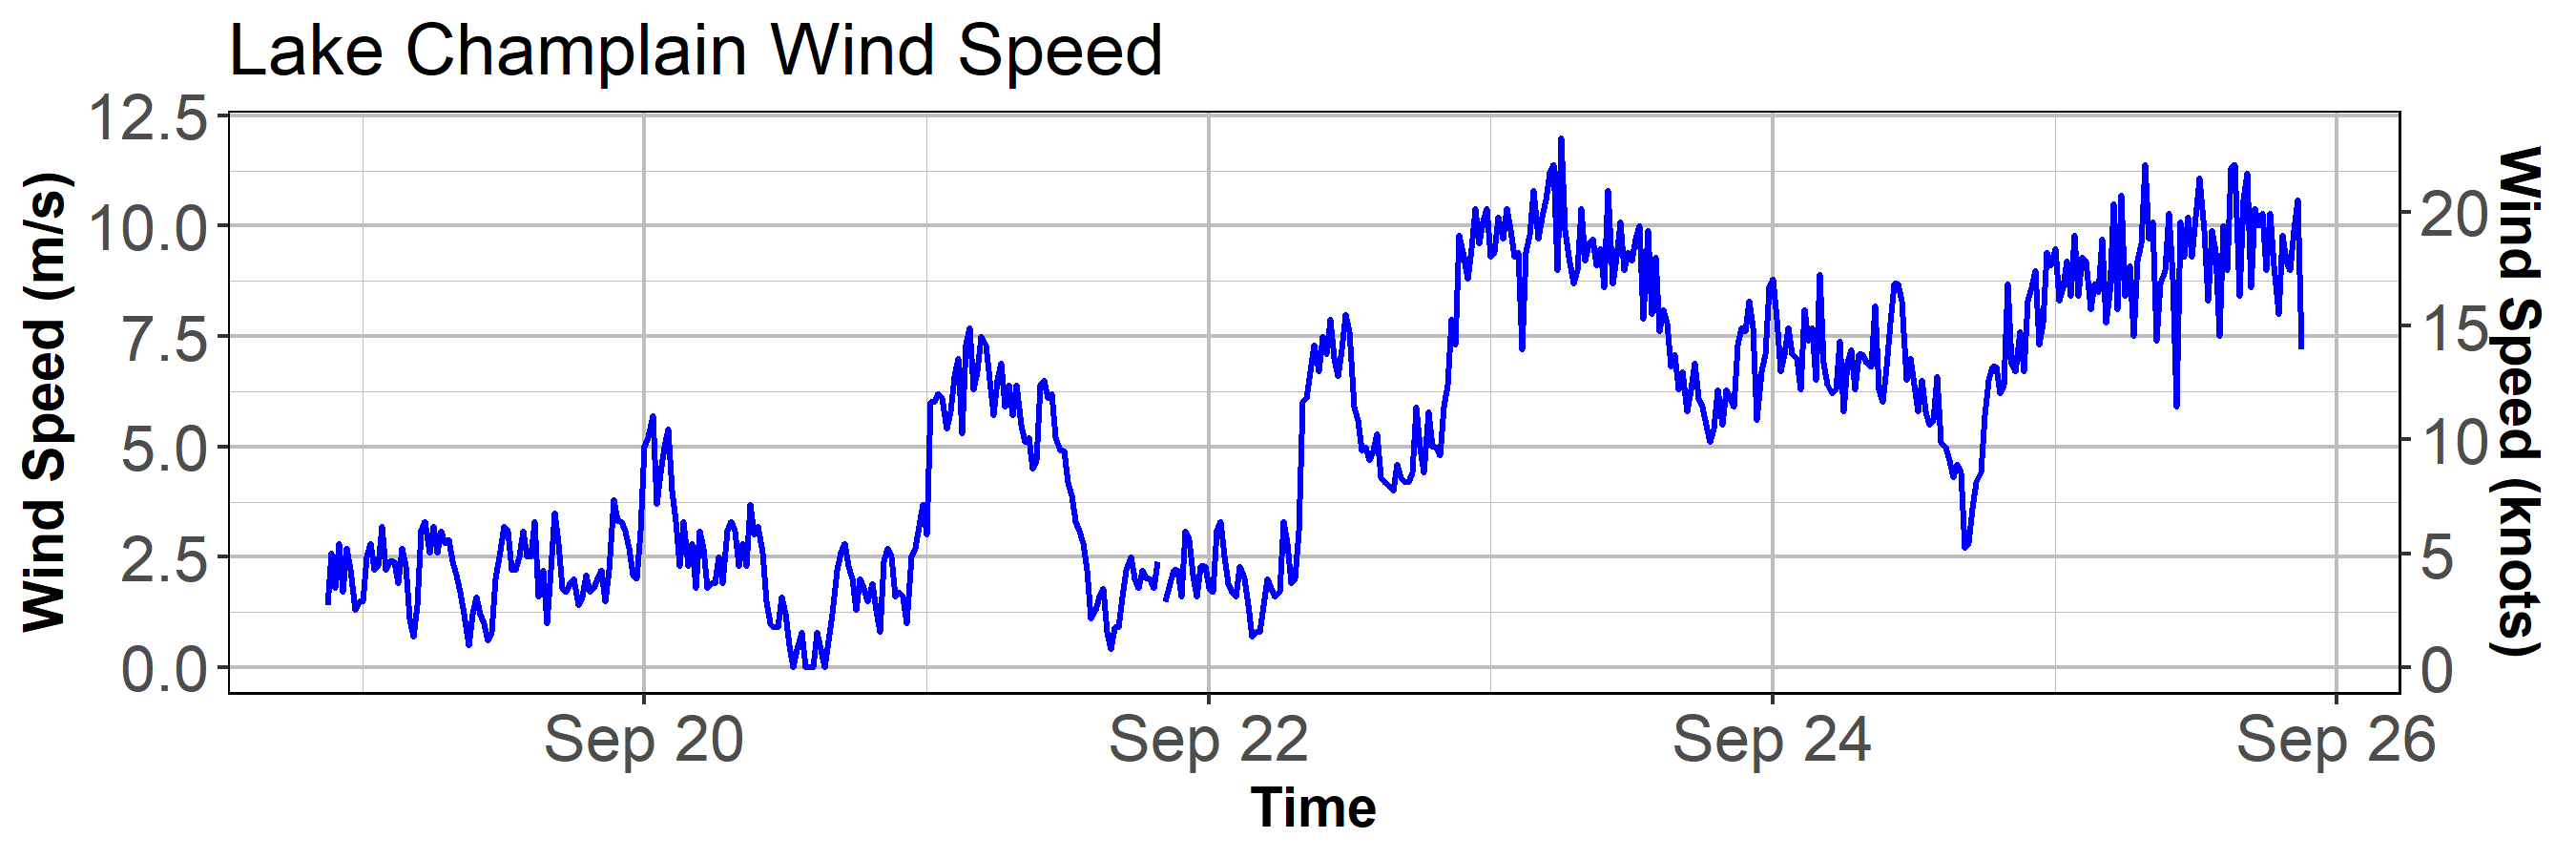 Lake Champlain Wind Speed
12.5
10.0
7.5
5.0
2.5
0.0
Wind Speed (m/s)
20
15
10
5
0
Wind Speed (knots)
Sep 20
Sep 22
Sep 24
Sep 26
Time